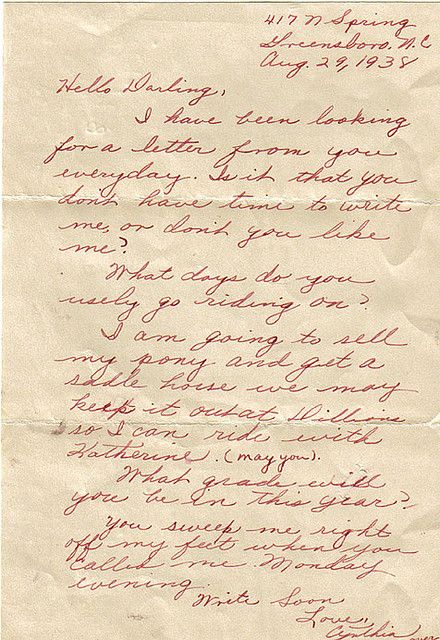 417 N Spring
Greensboro, N.C
Aug. 29, 1938
Hello Darling,
I have been looking
for a letter from you
everyday. Is it that you
dont have time to write
me, or don't you like
me?
What days do you
usely go riding on?
I am going to sell
my pony and get a
sadle horse we may
keep it out at Dillions
so I can ride with
Katherine. (may you).
What grade will
you be in this year?
You sweep me right
off my feet when you
called me Monday
evening.
Write Soon
Love,
Cynthia